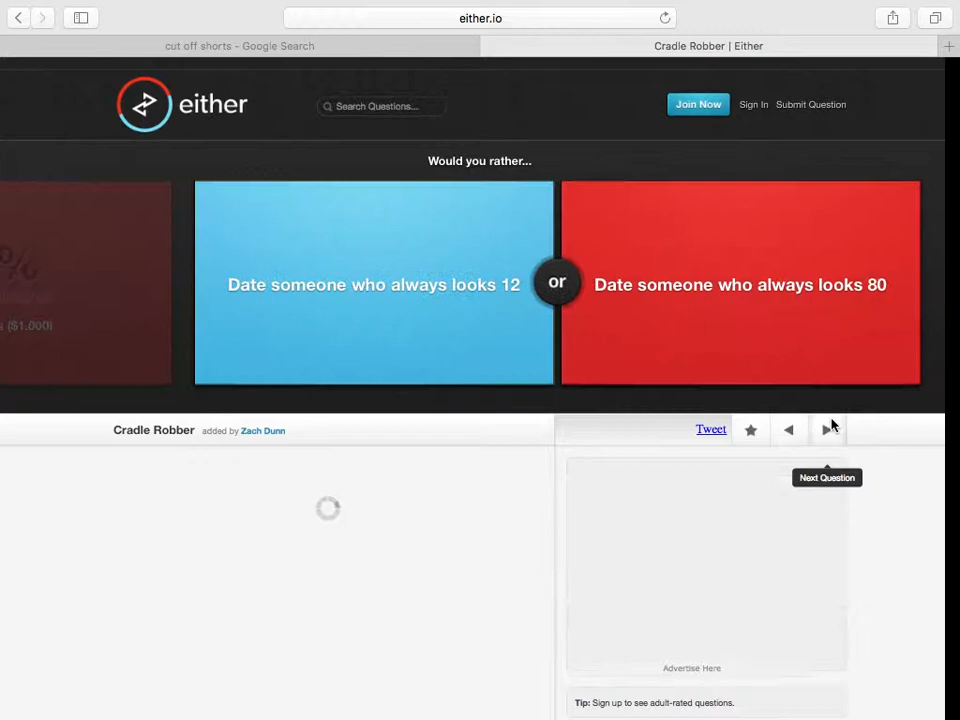 either.io
cut off shorts - Google Search
Cradle Robber | Either
either
Search Questions...
Join Now
Sign In
Submit Question
Would you rather...
%
($1,000)
Date someone who always looks 12
or
Date someone who always looks 80
Cradle Robber added by Zach Dunn
Tweet
Next Question
Advertise Here
Tip: Sign up to see adult-rated questions.